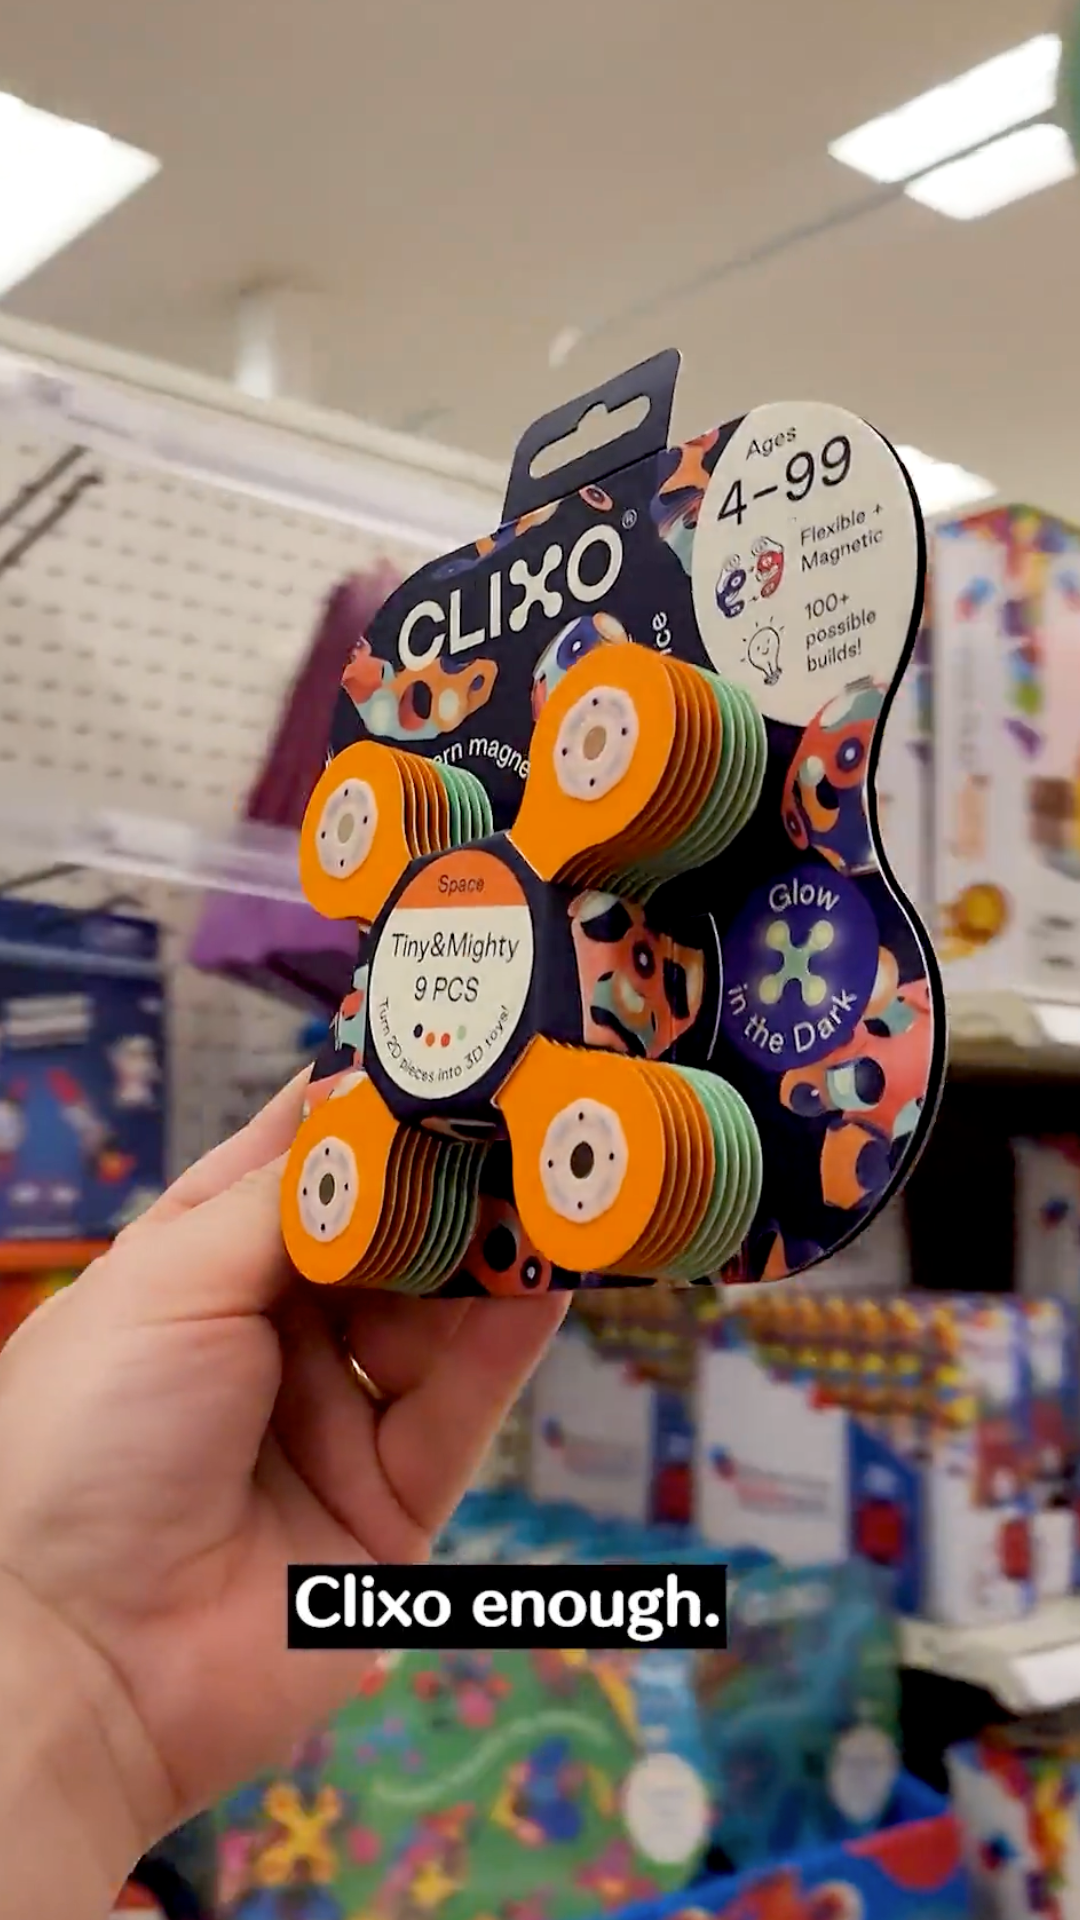 Ages
4-99
Flexible +
Magnetic
100+
possible
builds!
CLIXO®
Space
Tiny&Mighty
9 PCS
Turn 2D pieces into 3D toys!
Glow
in the Dark
Clixo enough.